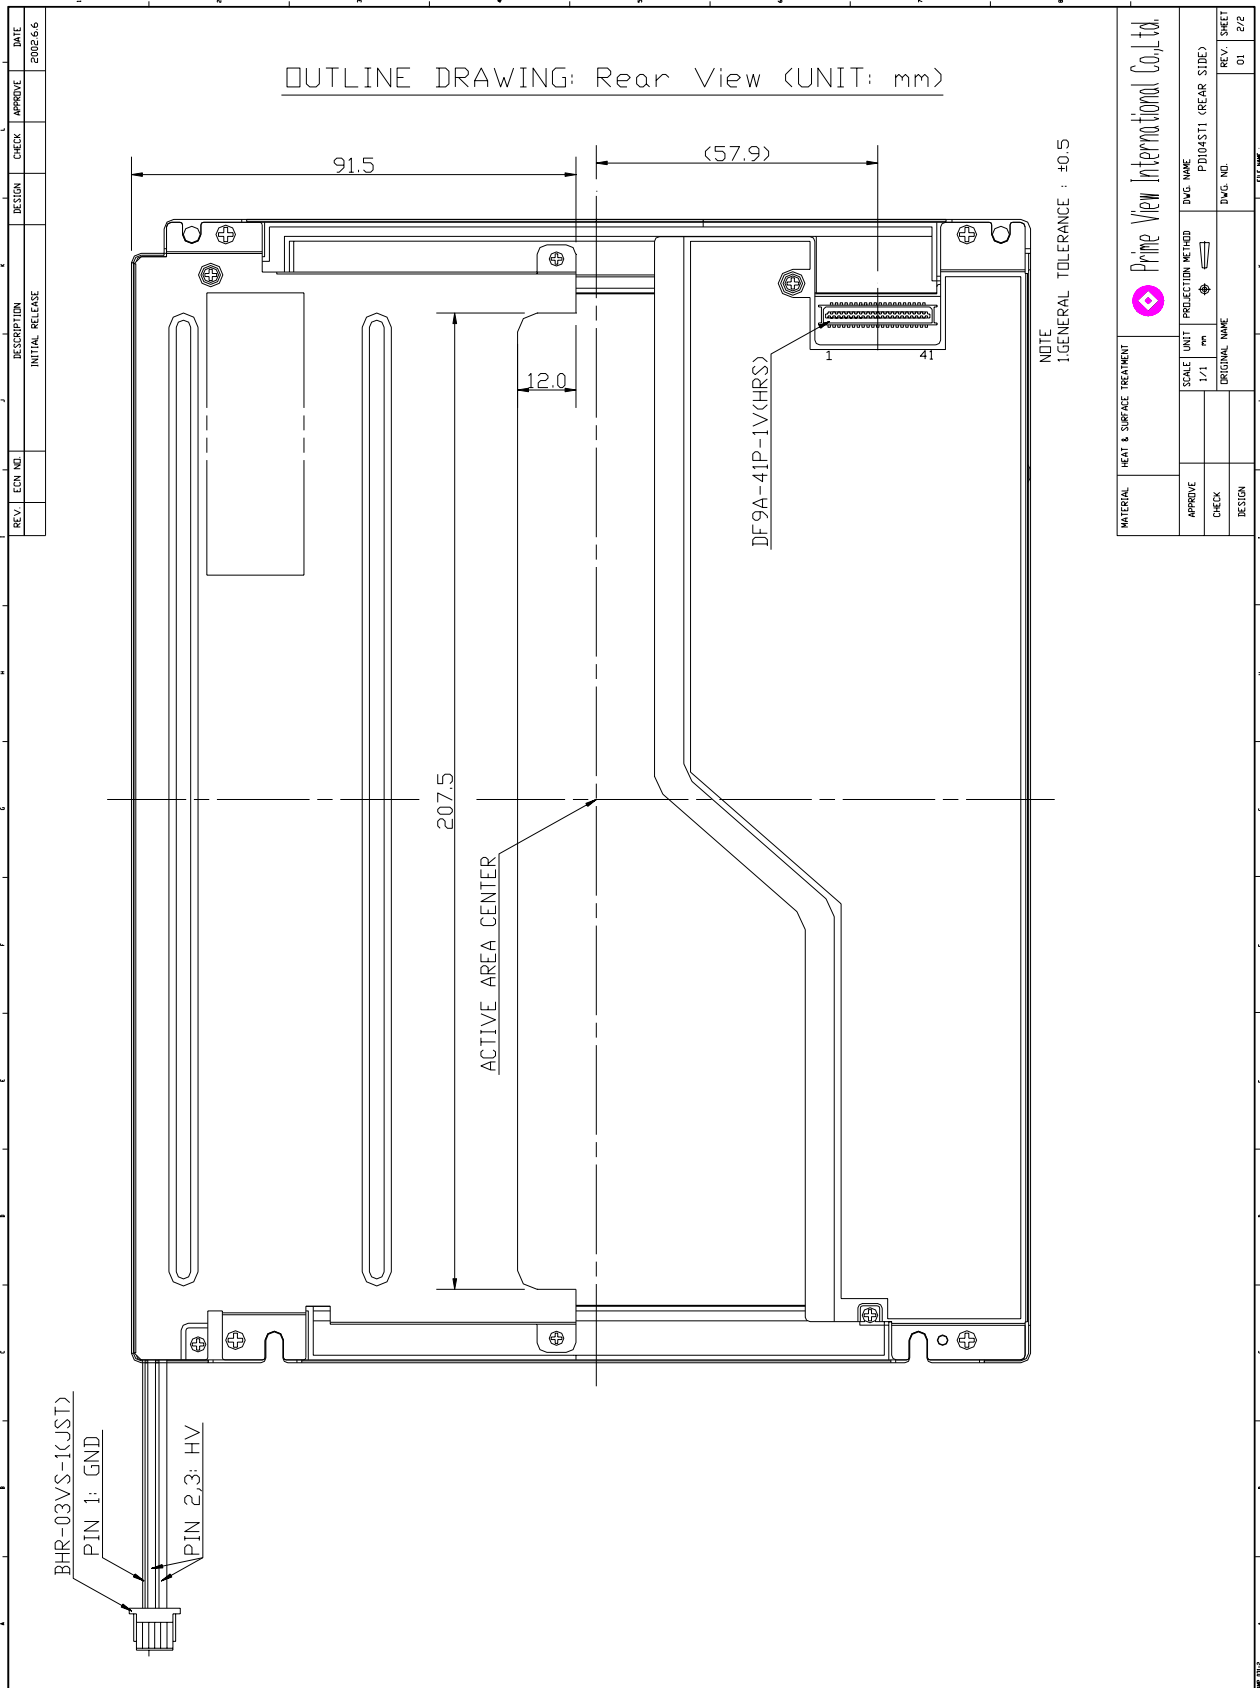 OUTLINE DRAWING: Rear View (UNIT: mm)
91.5
(57.9)
12.0
207.5
1
41
DF9A-41P-1V(HRS)
ACTIVE AREA CENTER
BHR-03VS-1(JST)
PIN 1: GND
PIN 2,3: HV
NOTE
1.GENERAL TOLERANCE : ±0.5
REV. ECN NO. DESCRIPTION DESIGN CHECK APPROVE DATE
INITIAL RELEASE 2002.6.6
MATERIAL HEAT & SURFACE TREATMENT
Prime View International Co.,Ltd.
APPROVE
CHECK
DESIGN
SCALE UNIT PROJECTION METHOD
1/1 mm
DWG. NAME
PD104ST1 (REAR SIDE)
ORIGINAL NAME
DWG. NO.
REV. SHEET
01 2/2